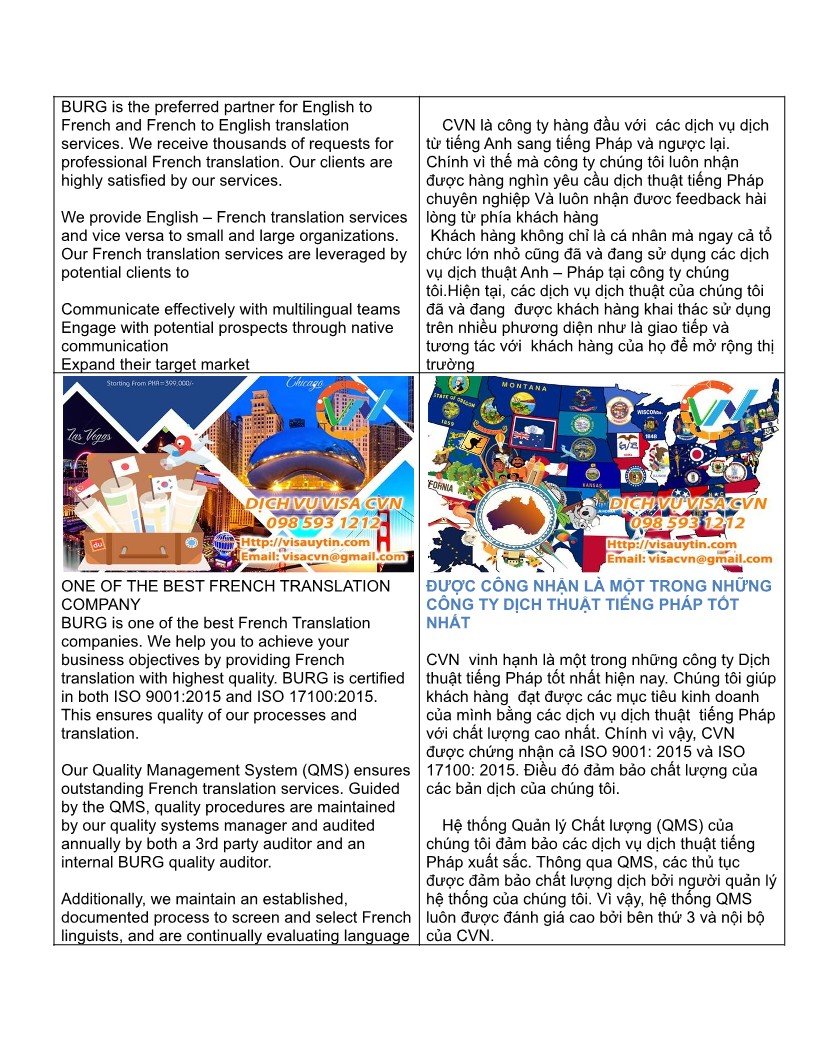 BURG is the preferred partner for English to
French and French to English translation
services. We receive thousands of requests for
professional French translation. Our clients are
highly satisfied by our services.
We provide English – French translation services
and vice versa to small and large organizations.
Our French translation services are leveraged by
potential clients to
Communicate effectively with multilingual teams
Engage with potential prospects through native
communication
Expand their target market
CVN là công ty hàng đầu với các dịch vụ dịch
từ tiếng Anh sang tiếng Pháp và ngược lại.
Chính vì thế mà công ty chúng tôi luôn nhận
được hàng nghìn yêu cầu dịch thuật tiếng Pháp
chuyên nghiệp Và luôn nhận đươc feedback hài
lòng từ phía khách hàng
Khách hàng không chỉ là cá nhân mà ngay cả tổ
chức lớn nhỏ cũng đã và đang sử dụng các dịch
vụ dịch thuật Anh – Pháp tại công ty chúng
tôi.Hiện tại, các dịch vụ dịch thuật của chúng tôi
đã và đang được khách hàng khai thác sử dụng
trên nhiều phương diện như là giao tiếp và
tương tác với khách hàng của họ để mở rộng thị
trường
Starting From PKR=399,000/-
Chicago
Las Vegas
VN
DỊCH VỤ VISA CVN
098 593 1212
Http://visauytin.com
Email: visacvn@gmail.com
MONTANA
STATE OF OREGON
1859
WISCONSIN
1848
KANSAS
VN
DỊCH VỤ VISA CVN
098 593 1212
Http://visauytin.com
Email: visacvn@gmail.com
ONE OF THE BEST FRENCH TRANSLATION
COMPANY
BURG is one of the best French Translation
companies. We help you to achieve your
business objectives by providing French
translation with highest quality. BURG is certified
in both ISO 9001:2015 and ISO 17100:2015.
This ensures quality of our processes and
translation.
Our Quality Management System (QMS) ensures
outstanding French translation services. Guided
by the QMS, quality procedures are maintained
by our quality systems manager and audited
annually by both a 3rd party auditor and an
internal BURG quality auditor.
Additionally, we maintain an established,
documented process to screen and select French
linguists, and are continually evaluating language
ĐƯỢC CÔNG NHẬN LÀ MỘT TRONG NHỮNG
CÔNG TY DỊCH THUẬT TIẾNG PHÁP TỐT
NHẤT
CVN vinh hạnh là một trong những công ty Dịch
thuật tiếng Pháp tốt nhất hiện nay. Chúng tôi giúp
khách hàng đạt được các mục tiêu kinh doanh
của mình bằng các dịch vụ dịch thuật tiếng Pháp
với chất lượng cao nhất. Chính vì vậy, CVN
được chứng nhận cả ISO 9001: 2015 và ISO
17100: 2015. Điều đó đảm bảo chất lượng của
các bản dịch của chúng tôi.
Hệ thống Quản lý Chất lượng (QMS) của
chúng tôi đảm bảo các dịch vụ dịch thuật tiếng
Pháp xuất sắc. Thông qua QMS, các thủ tục
được đảm bảo chất lượng dịch bởi người quản lý
hệ thống của chúng tôi. Vì vậy, hệ thống QMS
luôn được đánh giá cao bởi bên thứ 3 và nội bộ
của CVN.